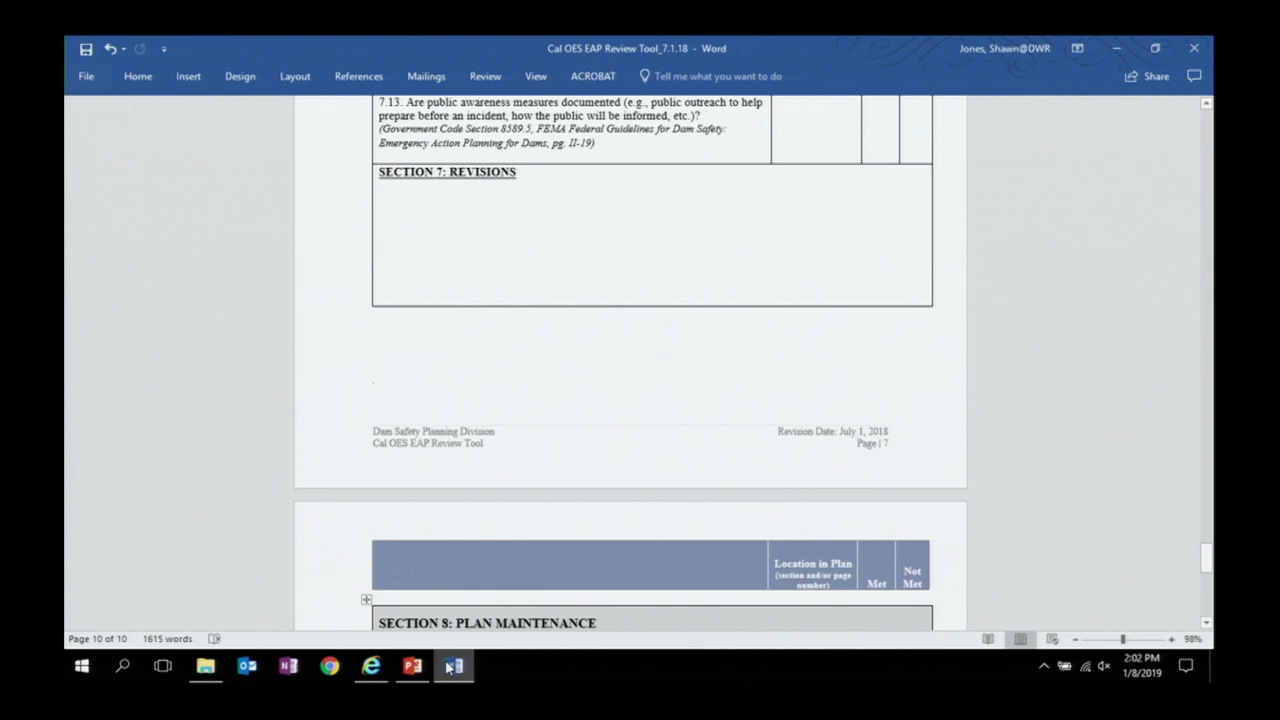 Cal OES EAP Review Tool_7.1.18 - Word
Jones, Shawn@DWR
File
Home
Insert
Design
Layout
References
Mailings
Review
View
ACROBAT
Tell me what you want to do
Share
7.13. Are public awareness measures documented (e.g., public outreach to help
prepare before an incident, how the public will be informed, etc.)?
(Government Code Section 8589.5, FEMA Federal Guidelines for Dam Safety:
Emergency Action Planning for Dams, pg. II-19)
SECTION 7: REVISIONS
.
Dam Safety Planning Division
Cal OES EAP Review Tool
Revision Date: July 1, 2018
Page | 7
Location in Plan
(section and/or page
number)
Met
Not
Met
SECTION 8: PLAN MAINTENANCE
Page 10 of 10
1615 words
98%
2:02 PM
1/8/2019